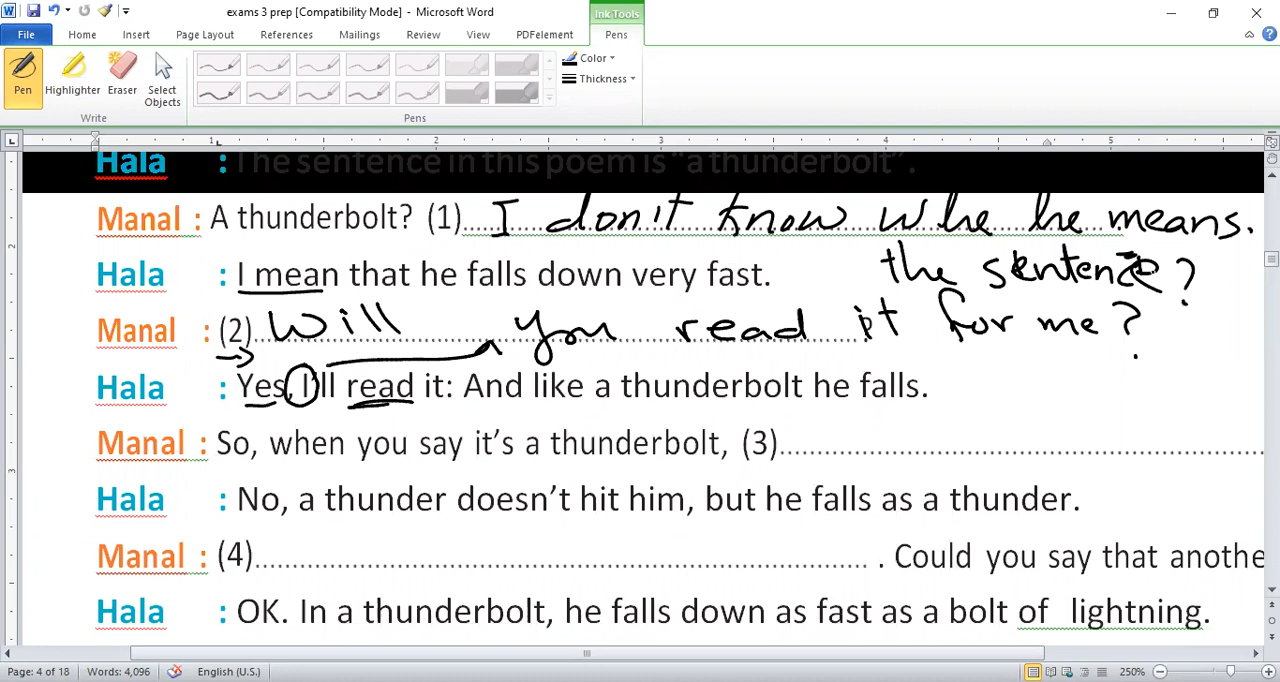 exams 3 prep [Compatibility Mode] - Microsoft Word
Ink Tools
File Home Insert Page Layout References Mailings Review View PDFelement Pens
Pen Highlighter Eraser Select Objects
Color
Thickness
Write Pens
1 2 3 4 5
Hala : The sentence in this poem is "a thunderbolt".
Manal : A thunderbolt? (1) I don't know whe he means.
Hala : I mean that he falls down very fast. the sentence?
Manal : (2) Will you read it for me?
Hala : Yes, I'll read it: And like a thunderbolt he falls.
Manal : So, when you say it's a thunderbolt, (3)...............................................
Hala : No, a thunder doesn't hit him, but he falls as a thunder.
Manal : (4)............................................................. . Could you say that anothe
Hala : OK. In a thunderbolt, he falls down as fast as a bolt of lightning.
Page: 4 of 18 Words: 4,096 English (U.S.) 250%